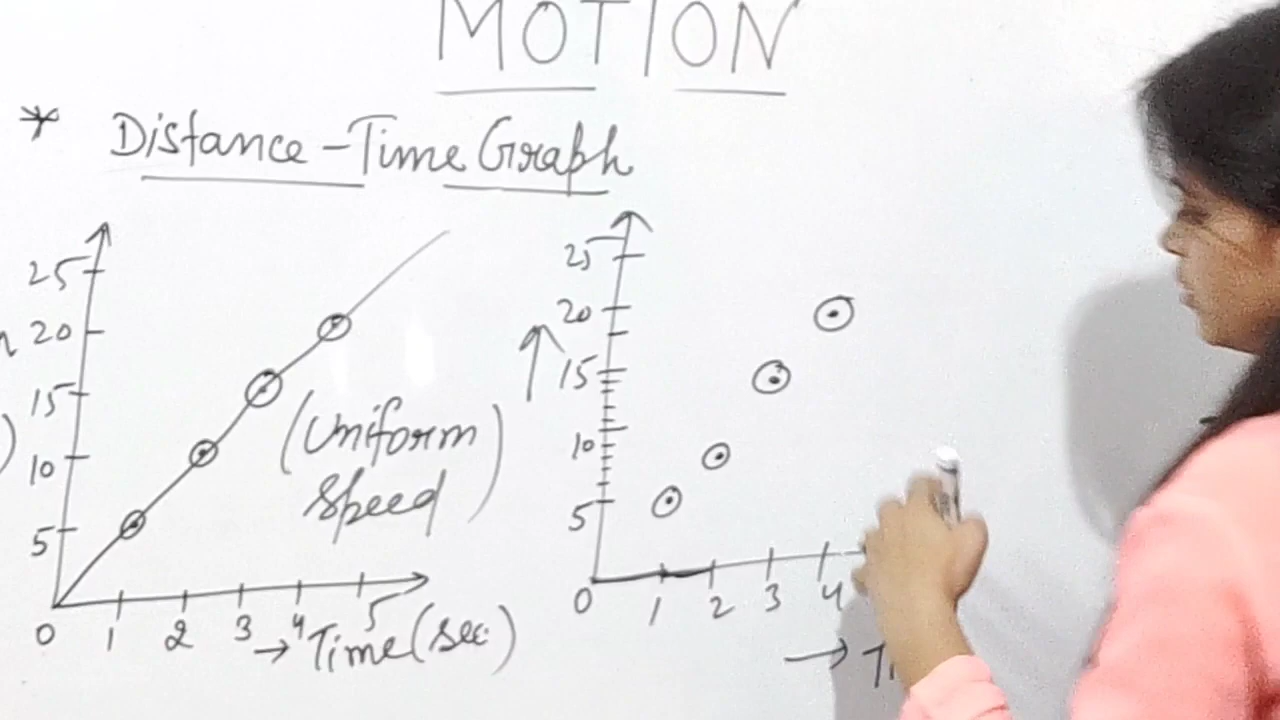 MOTION
* Distance-Time Graph
25
20
15
10
5
0 1 2 3 4 5
→ Time (sec)
(Uniform
speed)
25
20
15
10
5
0 1 2 3 4
→